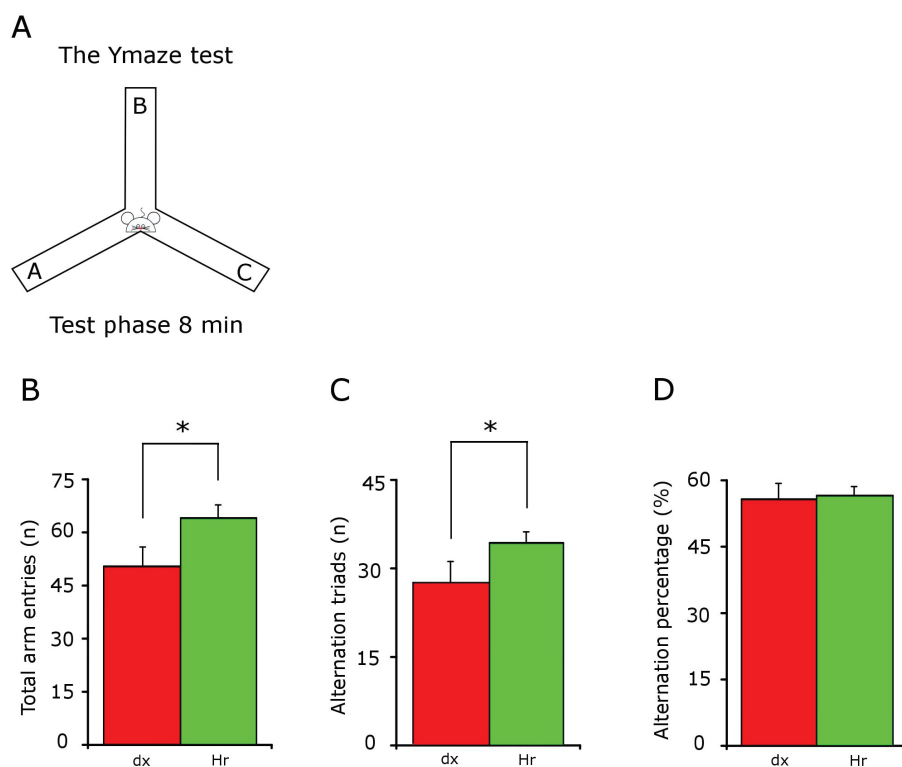 A
The Ymaze test
B
A
C
Test phase 8 min
B
*
Total arm entries (n)
75
60
45
30
15
0
dx
Hr
C
*
Alternation triads (n)
45
30
15
0
dx
Hr
D
Alternation percentage (%)
60
45
30
15
0
dx
Hr